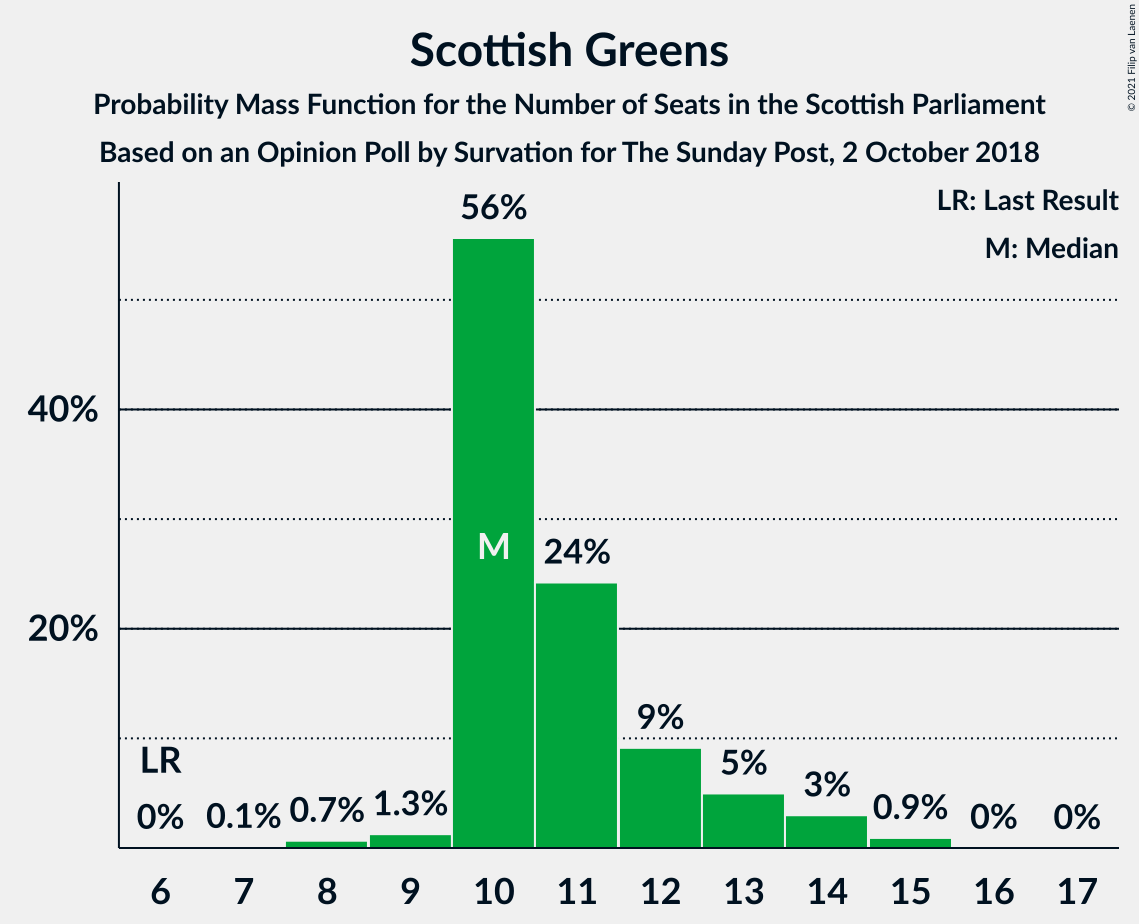 Scottish Greens
Probability Mass Function for the Number of Seats in the Scottish Parliament
Based on an Opinion Poll by Survation for The Sunday Post, 2 October 2018
© 2021 Filip van Laenen
LR: Last Result
M: Median
56%
40%
M
24%
20%
9%
LR
5%
3%
0%
0.1%
0.7%
1.3%
0.9%
0%
0%
6 7 8 9 10 11 12 13 14 15 16 17